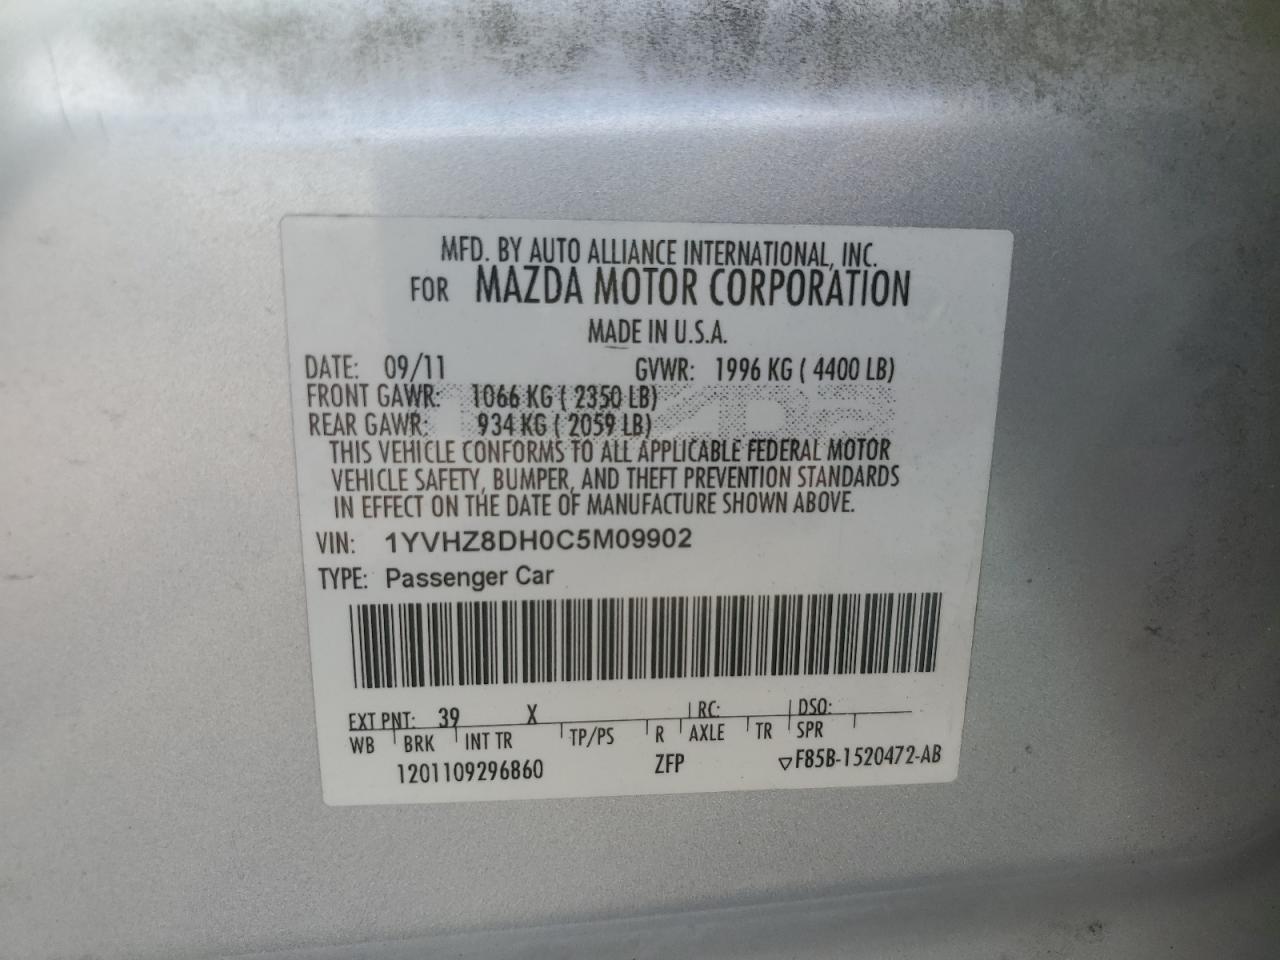 MFD. BY AUTO ALLIANCE INTERNATIONAL, INC.
FOR MAZDA MOTOR CORPORATION
MADE IN U.S.A.
DATE: 09/11 GVWR: 1996 KG ( 4400 LB)
FRONT GAWR: 1066 KG ( 2350 LB)
REAR GAWR: 934 KG ( 2059 LB)
THIS VEHICLE CONFORMS TO ALL APPLICABLE FEDERAL MOTOR
VEHICLE SAFETY, BUMPER, AND THEFT PREVENTION STANDARDS
IN EFFECT ON THE DATE OF MANUFACTURE SHOWN ABOVE.
VIN: 1YVHZ8DH0C5M09902
TYPE: Passenger Car
EXT PNT: 39 X RC: DSO:
WB BRK INT TR TP/PS R AXLE TR SPR
1201109296860 ZFP ▽F85B-1520472-AB